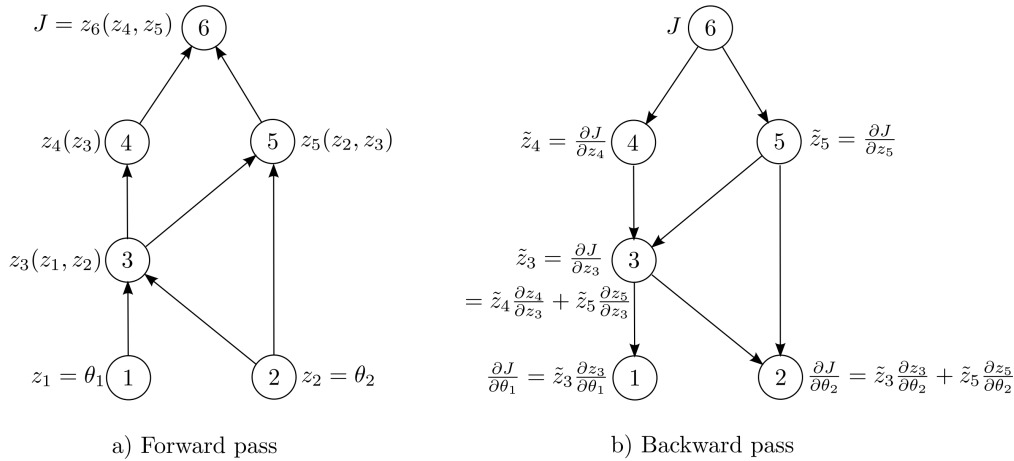 J = z_6(z_4, z_5) 6
z_4(z_3) 4
5 z_5(z_2, z_3)
z_3(z_1, z_2) 3
z_1 = θ_1 1
2 z_2 = θ_2
a) Forward pass
J 6
z̃_4 = ∂J/∂z_4 4
5 z̃_5 = ∂J/∂z_5
z̃_3 = ∂J/∂z_3 3
= z̃_4 ∂z_4/∂z_3 + z̃_5 ∂z_5/∂z_3
∂J/∂θ_1 = z̃_3 ∂z_3/∂θ_1 1
2 ∂J/∂θ_2 = z̃_3 ∂z_3/∂θ_2 + z̃_5 ∂z_5/∂θ_2
b) Backward pass